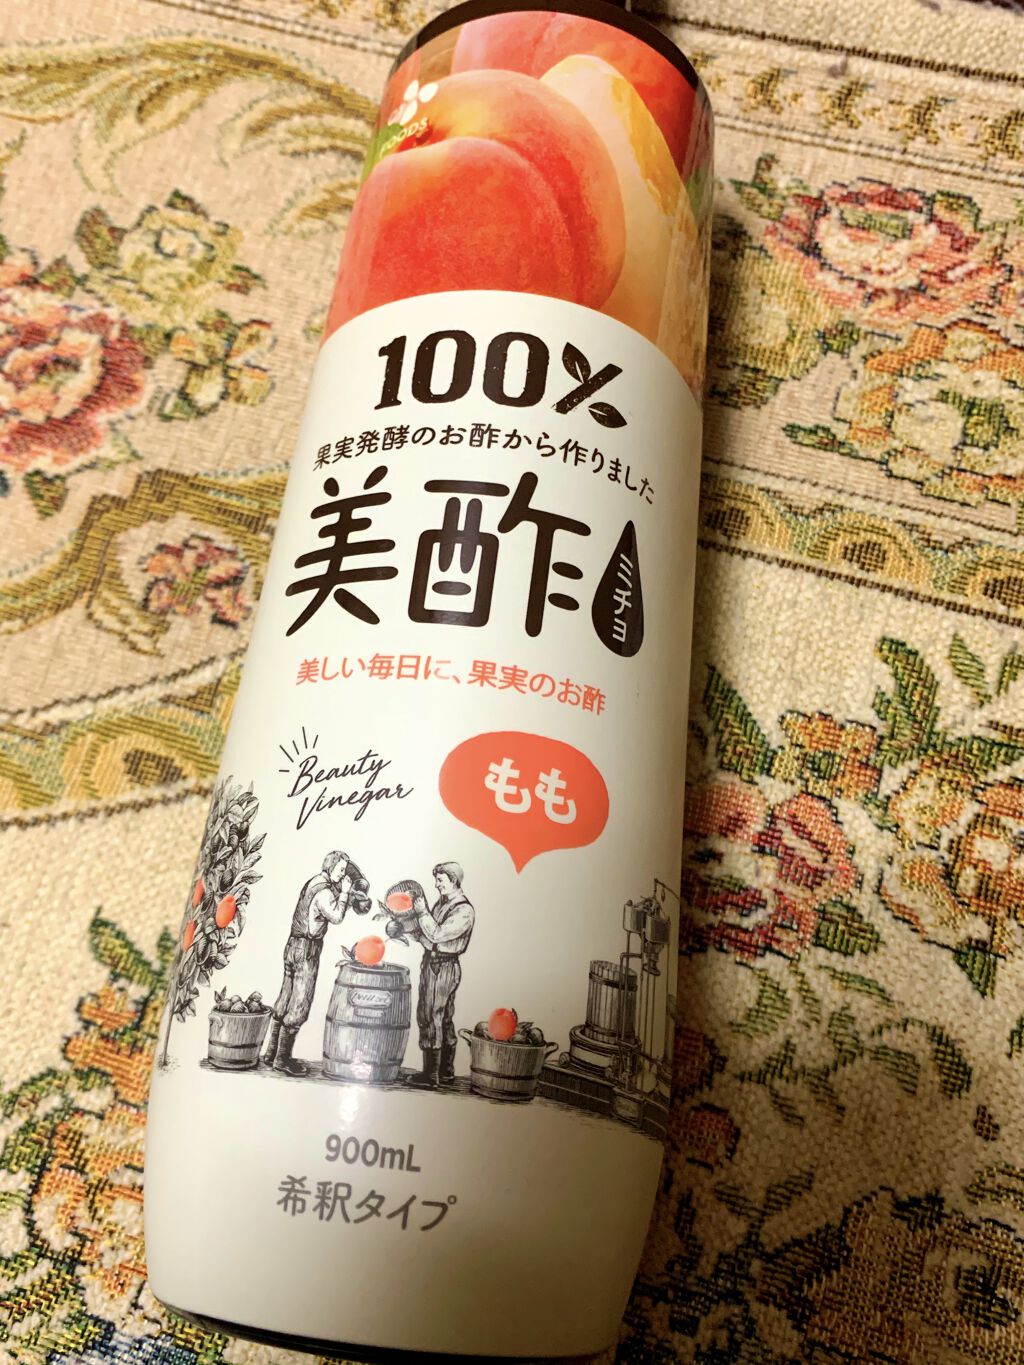 FOODS
100%
果実発酵のお酢から作りました
美酢
ミチョ
美しい毎日に、果実のお酢
Beauty
Vinegar
もも
900mL
希釈タイプ